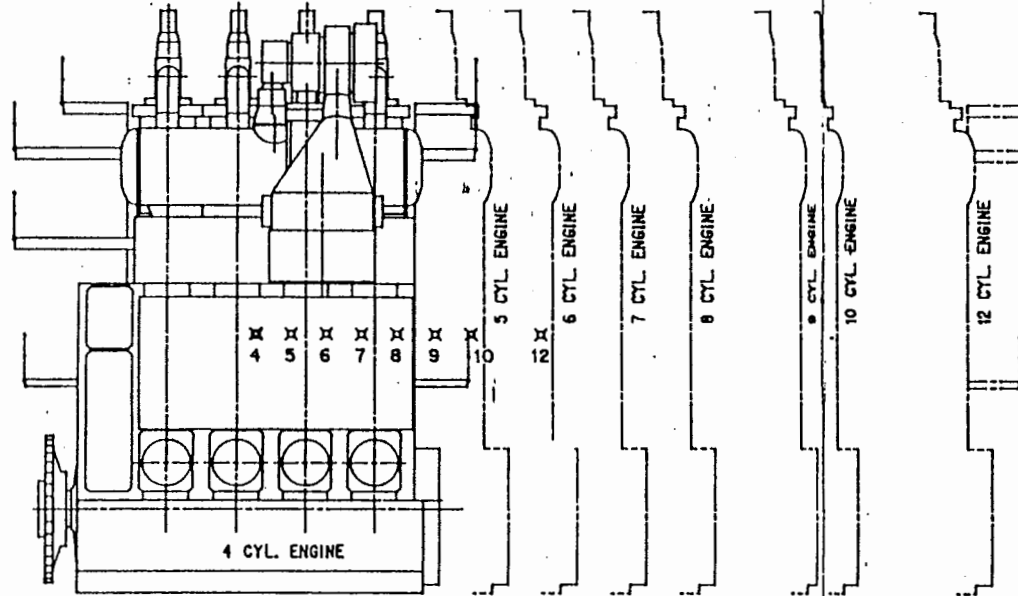 5 CYL. ENGINE
6 CYL. ENGINE
7 CYL. ENGINE
8 CYL. ENGINE
9 CYL. ENGINE
10 CYL. ENGINE
12 CYL. ENGINE
4 5 6 7 8 9 10 12
4 CYL. ENGINE